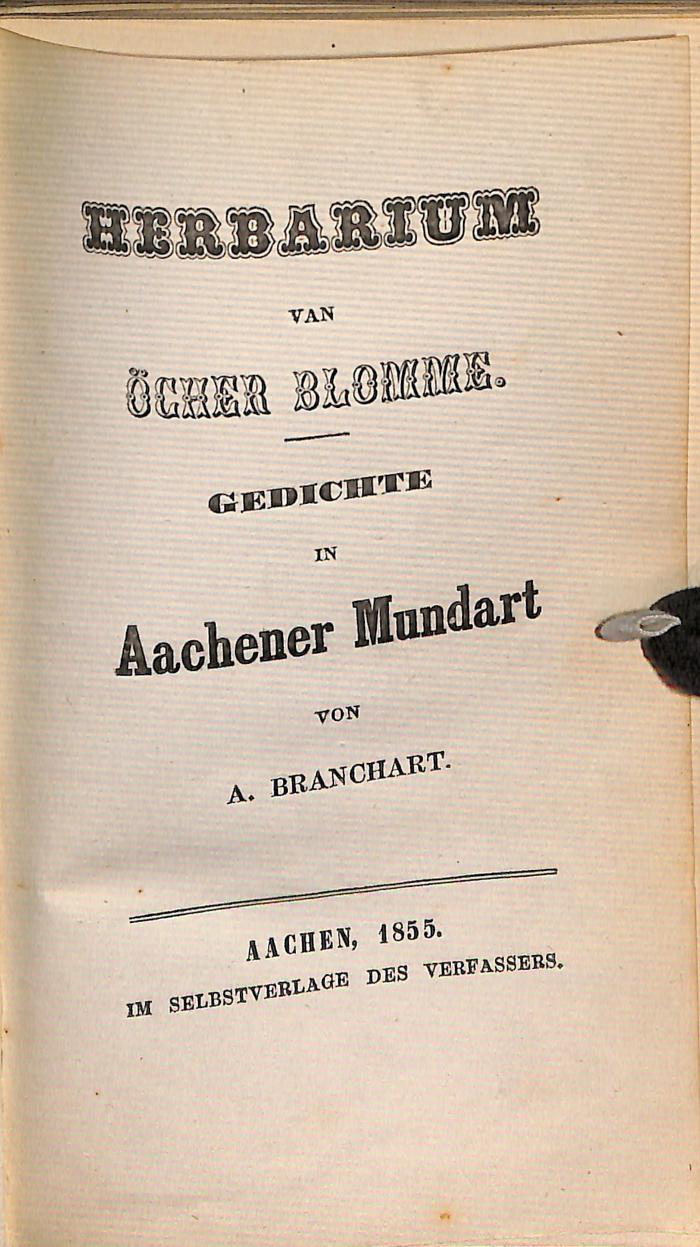 HERBARIUM
VAN
ÖCHER BLOMME.
GEDICHTE
IN
Aachener Mundart
VON
A. BRANCHART.
AACHEN, 1855.
IM SELBSTVERLAGE DES VERFASSERS.